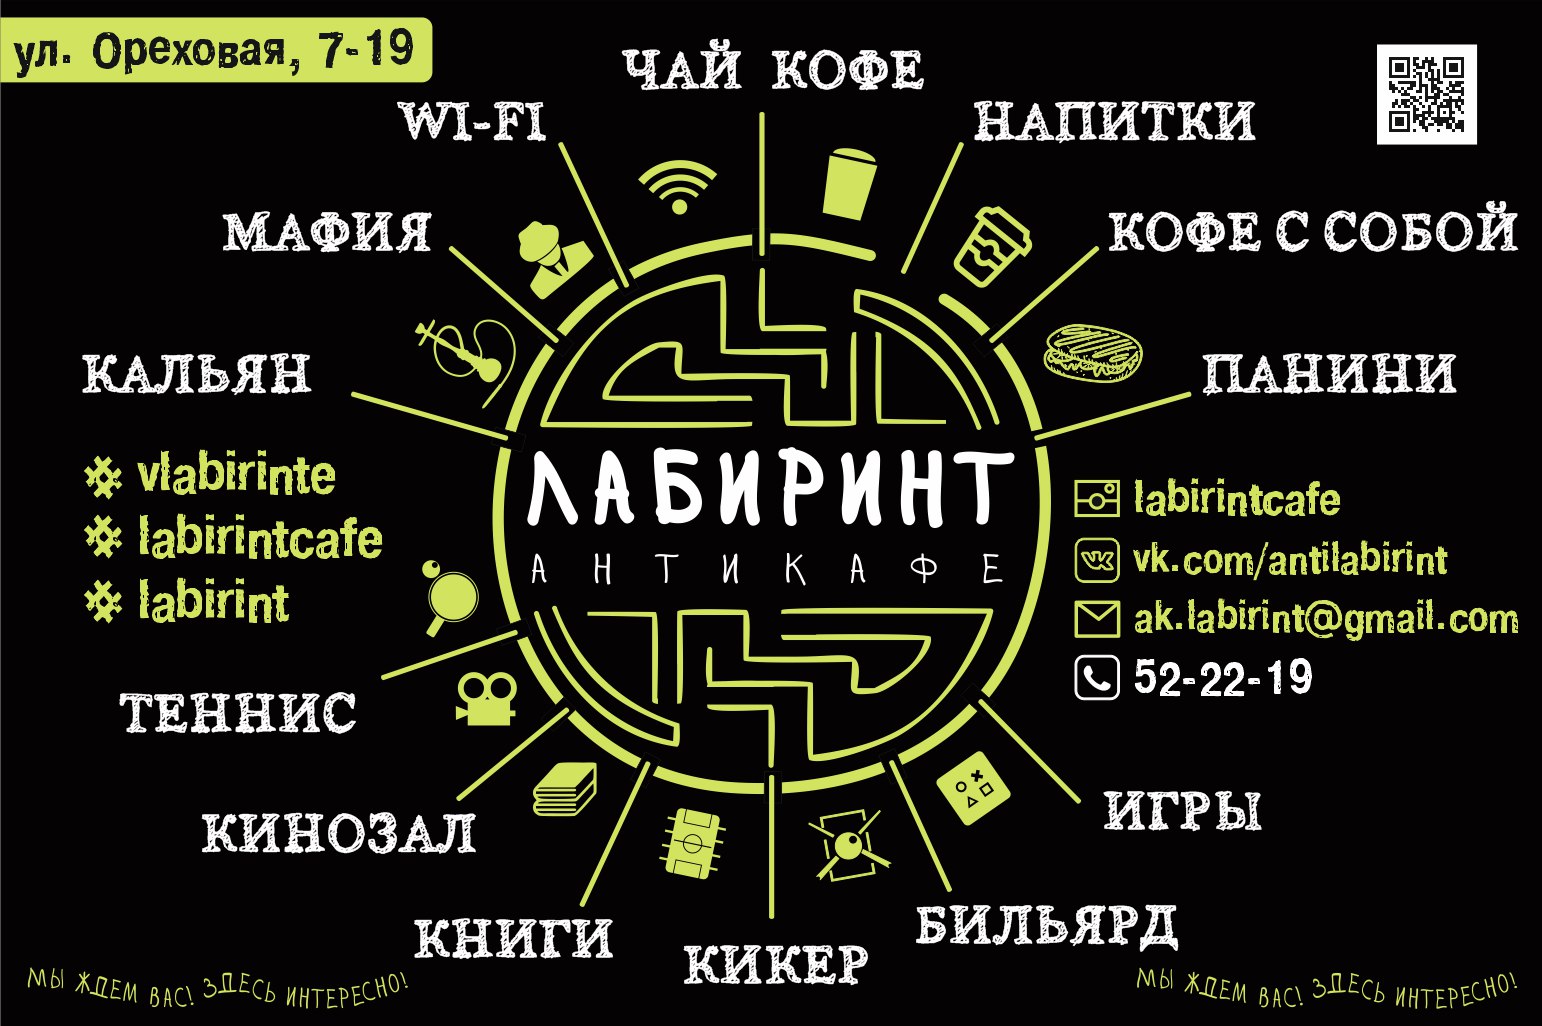 ул. Ореховая, 7-19
ЧАЙ КОФЕ
WI-FI
НАПИТКИ
МАФИЯ
КОФЕ С СОБОЙ
КАЛЬЯН
ПАНИНИ
ЛАБИРИНТ
АНТИКАФЕ
# vlabirinte
# labirintcafe
# labirint
labirintcafe
vk.com/antilabirint
ak.labirint@gmail.com
52-22-19
ТЕННИС
КИНОЗАЛ
ИГРЫ
КНИГИ
КИКЕР
БИЛЬЯРД
МЫ ЖДЕМ ВАС! ЗДЕСЬ ИНТЕРЕСНО!
МЫ ЖДЕМ ВАС! ЗДЕСЬ ИНТЕРЕСНО!